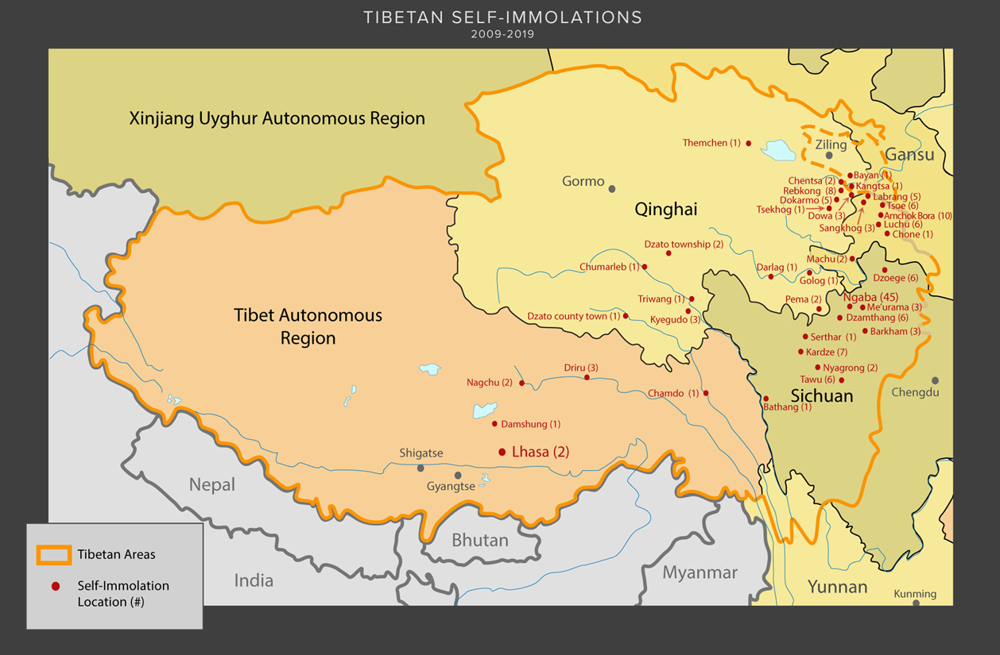 TIBETAN SELF-IMMOLATIONS
2009-2019
Xinjiang Uyghur Autonomous Region
Themchen (1)
Ziling
Gansu
Gormo
Qinghai
Bayan (1)
Chentsa (2)
Kangtsa (1)
Rebkong (8)
Labrang (5)
Dokarmo (5)
Tsoe (6)
Tsekhog (1)
Dowa (3)
Amchok Bora (10)
Sangkhog (3)
Luchu (6)
Chone (1)
Dzato township (2)
Chumarleb (1)
Machu (2)
Darlag (1)
Golog (1)
Dzoege (6)
Triwang (1)
Pema (2)
Ngaba (45)
Me'urama (3)
Dzato county town (1)
Kyegudo (3)
Dzamthang (6)
Barkham (3)
Serthar (1)
Kardze (7)
Tibet Autonomous
Region
Driru (3)
Nyagrong (2)
Nagchu (2)
Tawu (6)
Chamdo (1)
Sichuan
Chengdu
Bathang (1)
Damshung (1)
Lhasa (2)
Shigatse
Gyangtse
Nepal
Bhutan
India
Myanmar
Yunnan
Kunming
Tibetan Areas
Self-Immolation
Location (#)